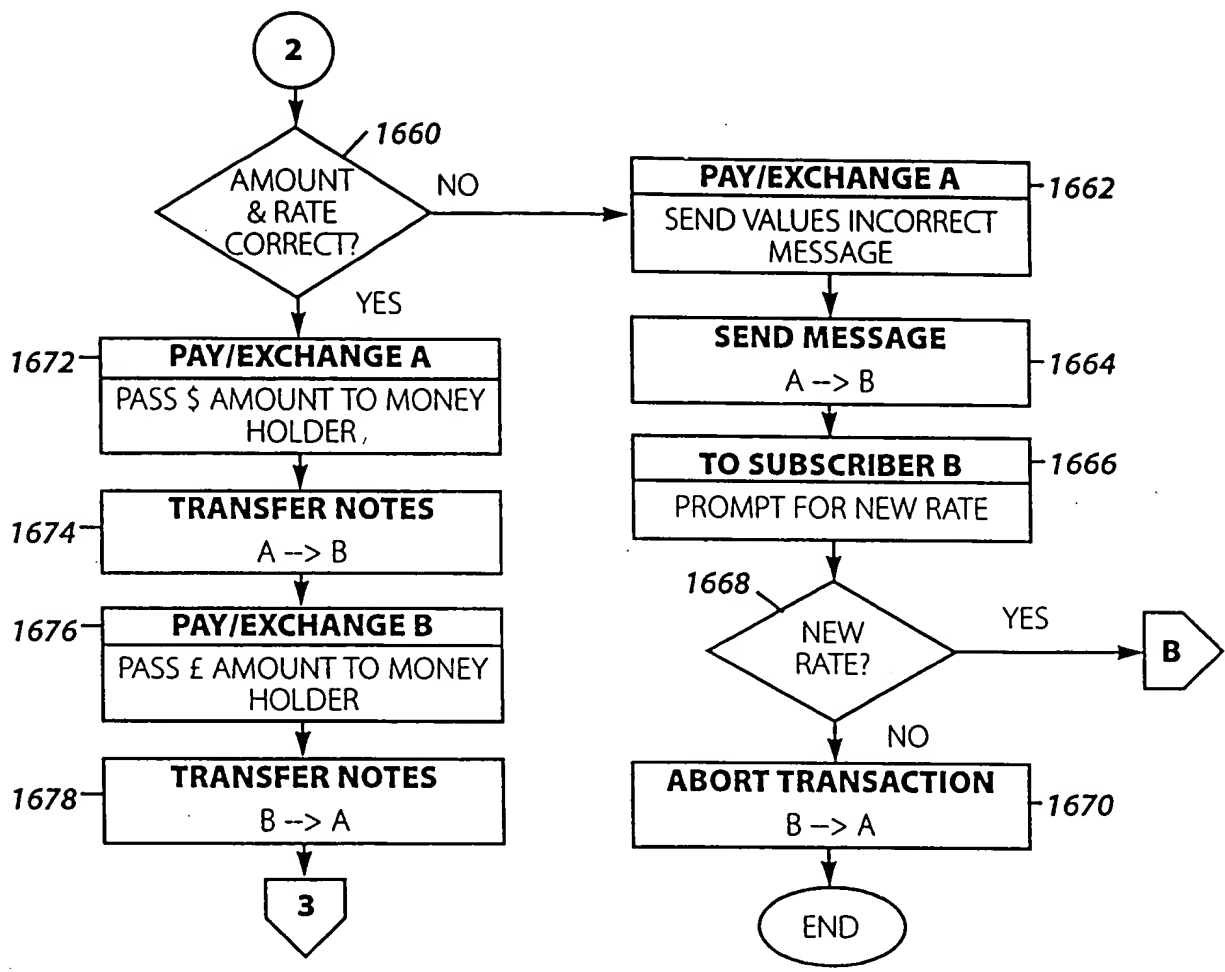 2
1660
AMOUNT
& RATE
CORRECT?
NO
YES
1672
PAY/EXCHANGE A
PASS $ AMOUNT TO MONEY
HOLDER,
1674
TRANSFER NOTES
A --> B
1676
PAY/EXCHANGE B
PASS £ AMOUNT TO MONEY
HOLDER
1678
TRANSFER NOTES
B --> A
3
PAY/EXCHANGE A
1662
SEND VALUES INCORRECT
MESSAGE
SEND MESSAGE
1664
A --> B
TO SUBSCRIBER B
1666
PROMPT FOR NEW RATE
1668
NEW
RATE?
YES
B
NO
ABORT TRANSACTION
1670
B --> A
END